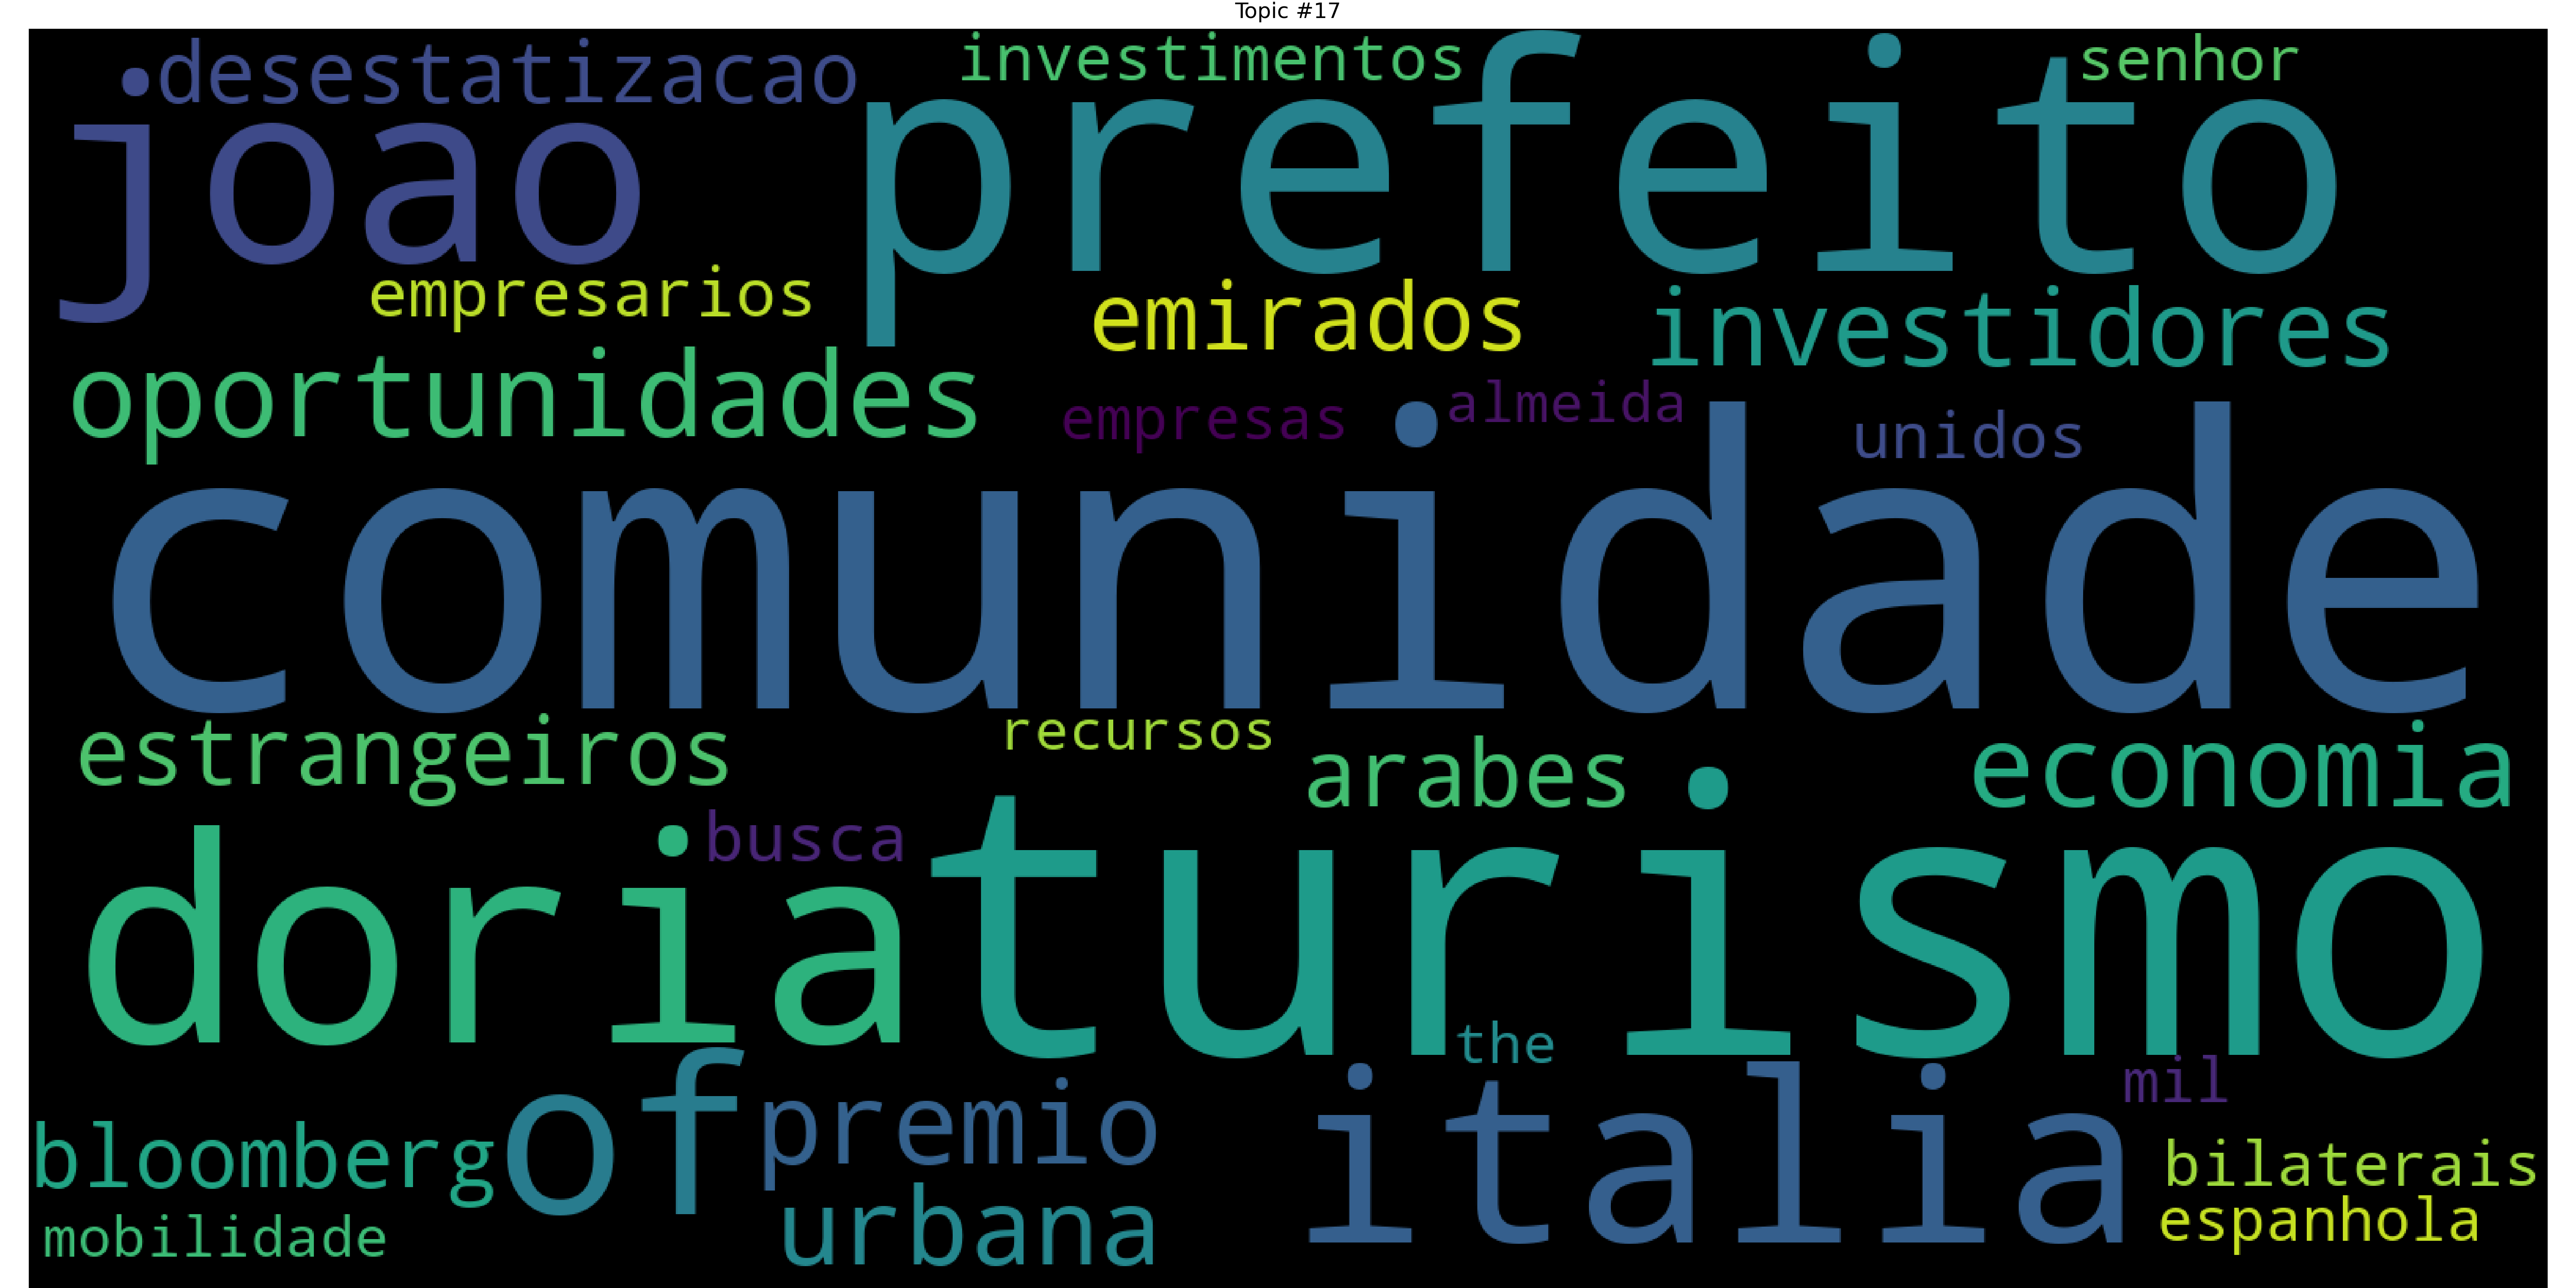 Topic #17
desestatizacao
investimentos
senhor
joao
prefeito
empresarios
emirados
investidores
oportunidades
empresas
almeida
unidos
comunidade
estrangeiros
recursos
arabes
economia
busca
doria
turismo
the
of
premio
italia
mil
bloomberg
bilaterais
mobilidade
urbana
espanhola